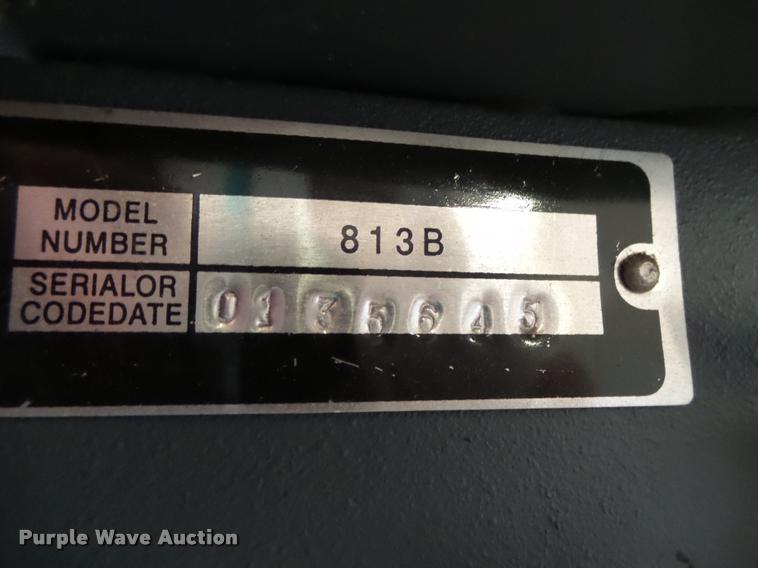 MODEL NUMBER 813B
SERIALOR CODEDATE 0135645
Purple Wave Auction®